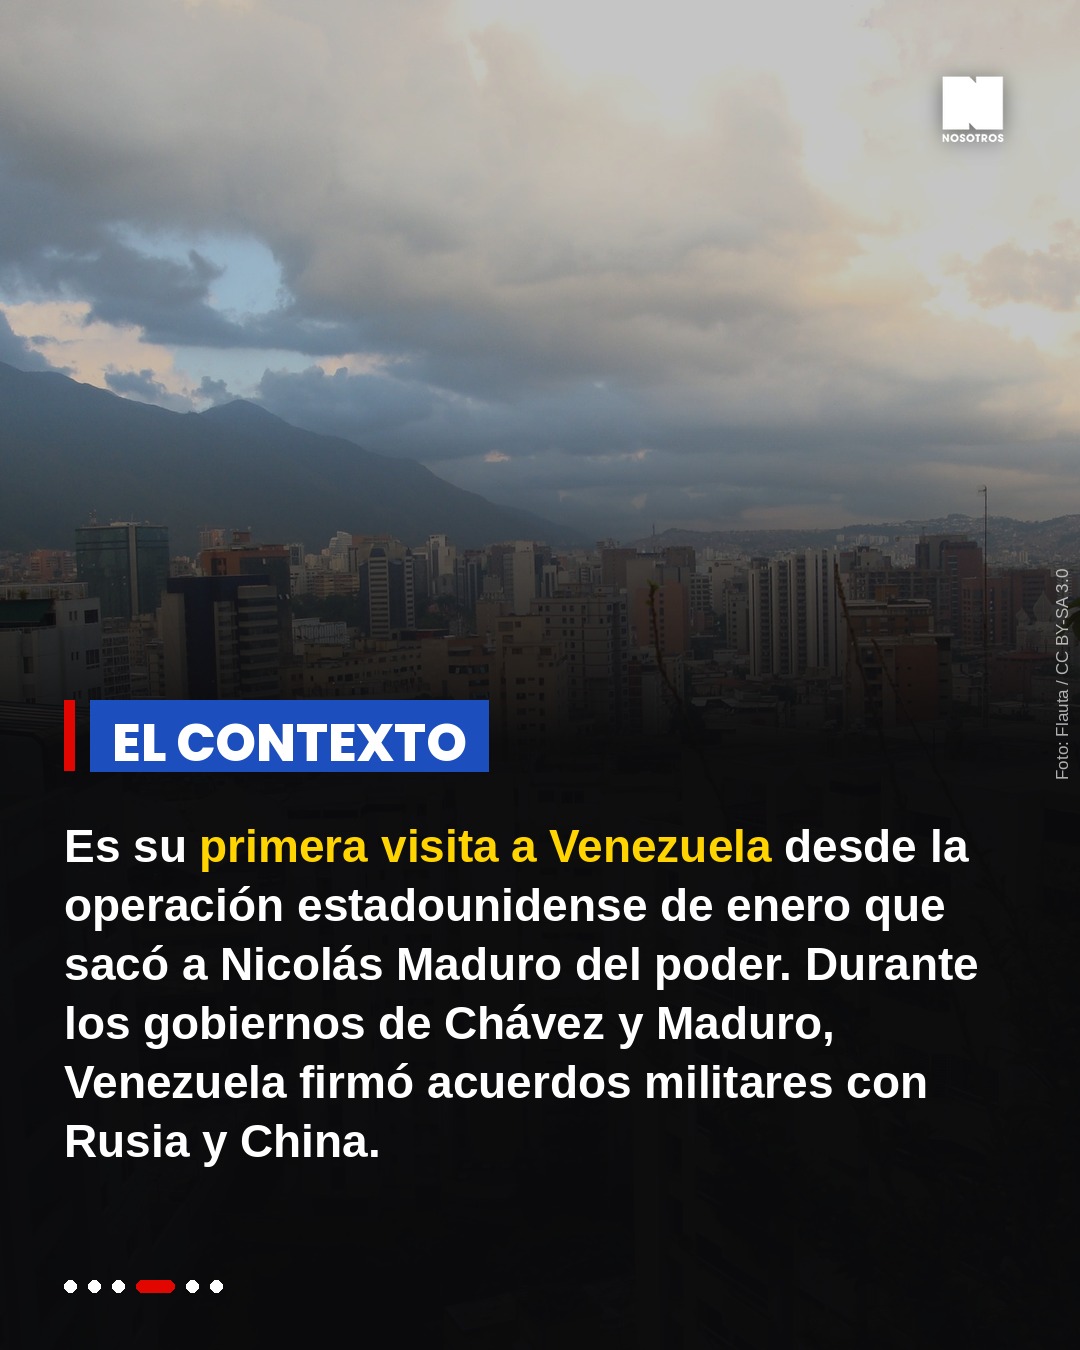 NOSOTROS
Foto: Flauta / CC BY-SA 3.0
EL CONTEXTO
Es su primera visita a Venezuela desde la
operación estadounidense de enero que
sacó a Nicolás Maduro del poder. Durante
los gobiernos de Chávez y Maduro,
Venezuela firmó acuerdos militares con
Rusia y China.